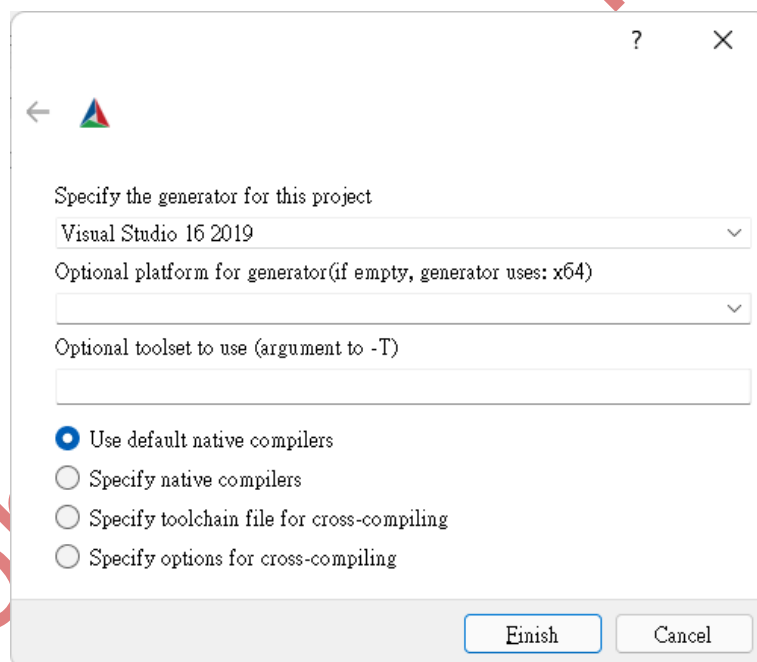 ?
Specify the generator for this project
Visual Studio 16 2019
Optional platform for generator(if empty, generator uses: x64)
Optional toolset to use (argument to -T)
Use default native compilers
Specify native compilers
Specify toolchain file for cross-compiling
Specify options for cross-compiling
Finish Cancel